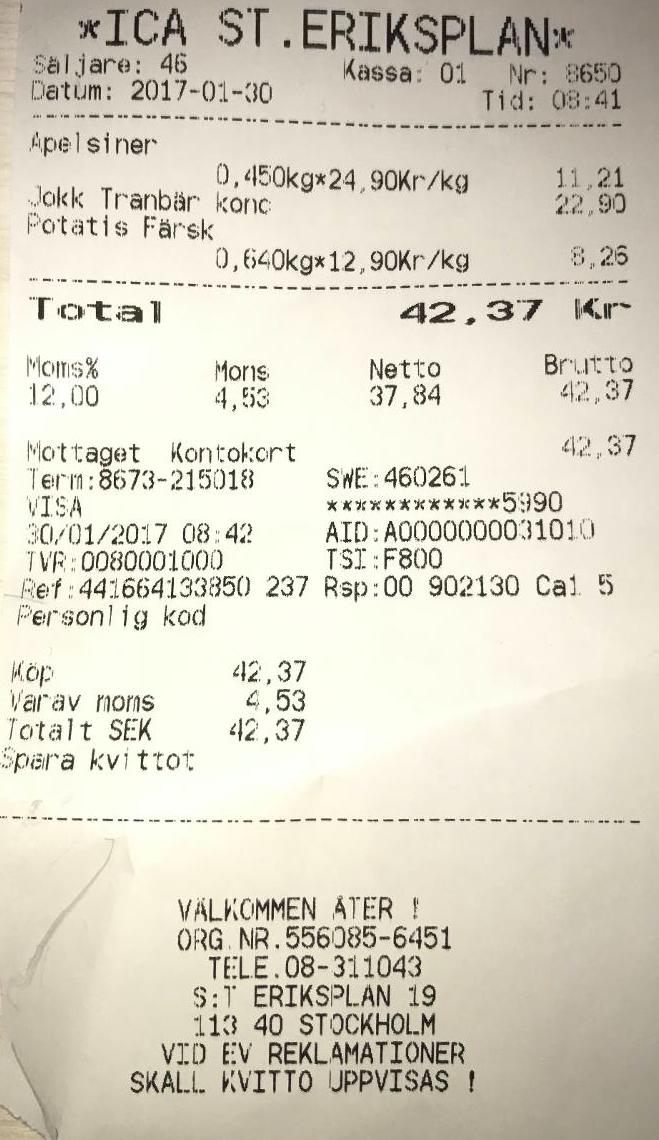 *ICA ST.ERIKSPLAN*
Säljare: 46 Kassa: 01 Nr: 8650
Datum: 2017-01-30 Tid: 08:41
Apelsiner
0,450kg*24,90Kr/kg 11,21
Jokk Tranbär konc 22,90
Potatis Färsk
0,640kg*12,90Kr/kg 8,26
Total 42,37 Kr
Moms% Moms Netto Brutto
12,00 4,53 37,84 42,37
Mottaget Kontokort 42,37
Term:8673-215018 SWE:460261
VISA ************5990
30/01/2017 08:42 AID:A0000000031010
TVR:0080001000 TSI:F800
Ref:441664133850 237 Rsp:00 902130 Ca1 5
Personlig kod
Köp 42,37
Varav moms 4,53
Totalt SEK 42,37
Spara kvittot
VÄLKOMMEN ÅTER !
ORG.NR.556085-6451
TELE.08-311043
S:T ERIKSPLAN 19
113 40 STOCKHOLM
VID EV REKLAMATIONER
SKALL KVITTO UPPVISAS !